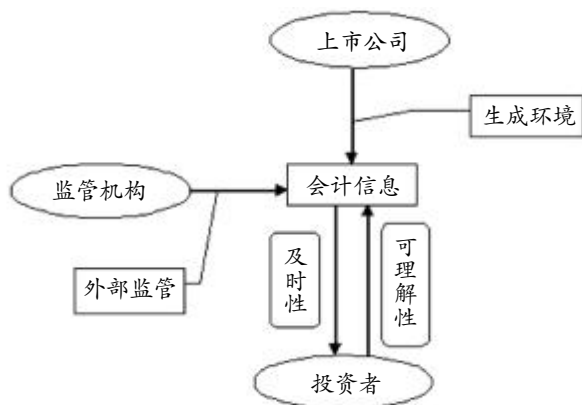 上市公司
生成环境
监管机构
会计信息
及时性
可理解性
外部监管
投资者